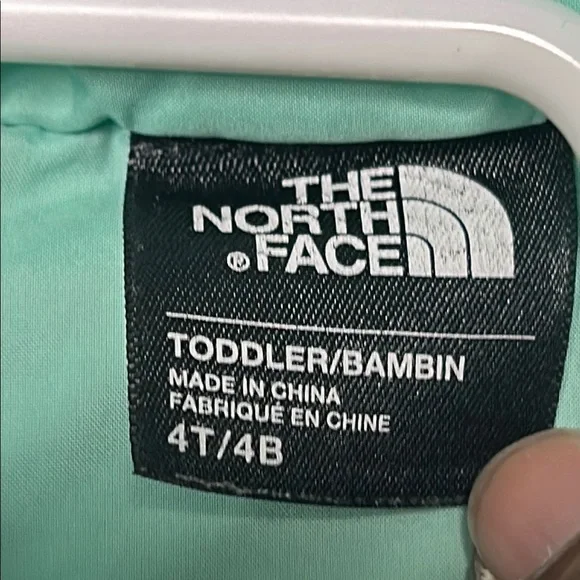 THE
NORTH
® FACE
TODDLER/BAMBIN
MADE IN CHINA
FABRIQUÉ EN CHINE
4T/4B